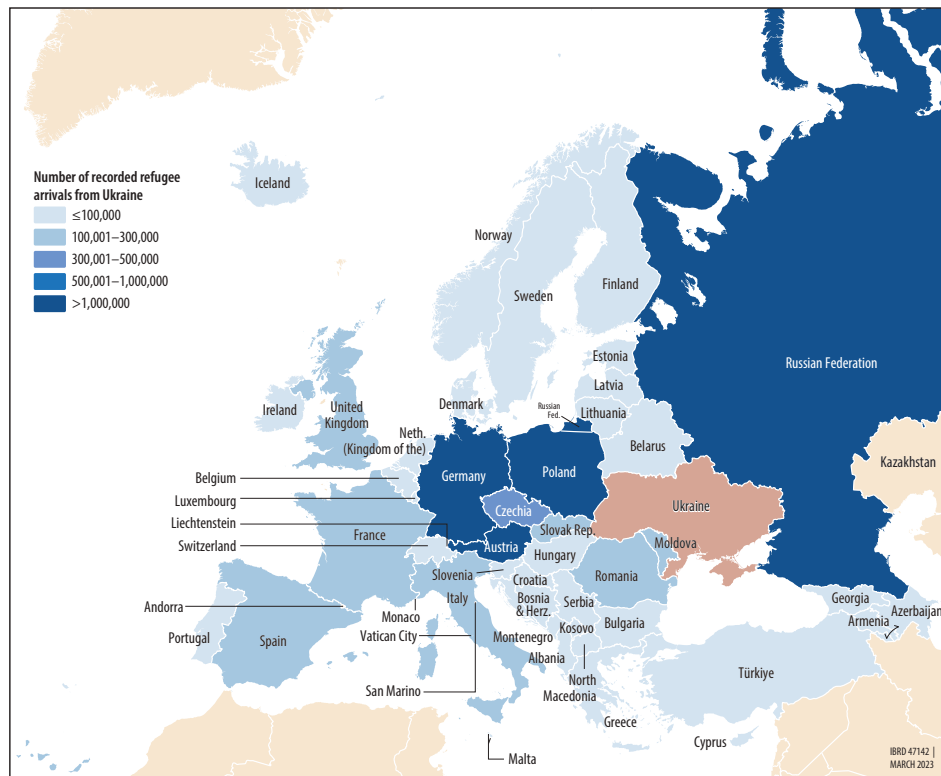 Number of recorded refugee
arrivals from Ukraine
≤100,000
100,001–300,000
300,001–500,000
500,001–1,000,000
>1,000,000
Iceland
Norway
Sweden
Finland
Russian Federation
Estonia
Latvia
Lithuania
Russian
Fed.
Denmark
Ireland
United
Kingdom
Neth.
(Kingdom of the)
Belarus
Kazakhstan
Belgium
Germany
Poland
Luxembourg
Ukraine
Czechia
Liechtenstein
France
Slovak Rep.
Switzerland
Austria
Moldova
Hungary
Slovenia
Romania
Croatia
Italy
Bosnia
& Herz.
Serbia
Georgia
Andorra
Monaco
Azerbaijan
Armenia
Portugal
Spain
Vatican City
Kosovo
Bulgaria
Montenegro
Albania
Türkiye
San Marino
North
Macedonia
Greece
Cyprus
Malta
IBRD 47142 |
MARCH 2023